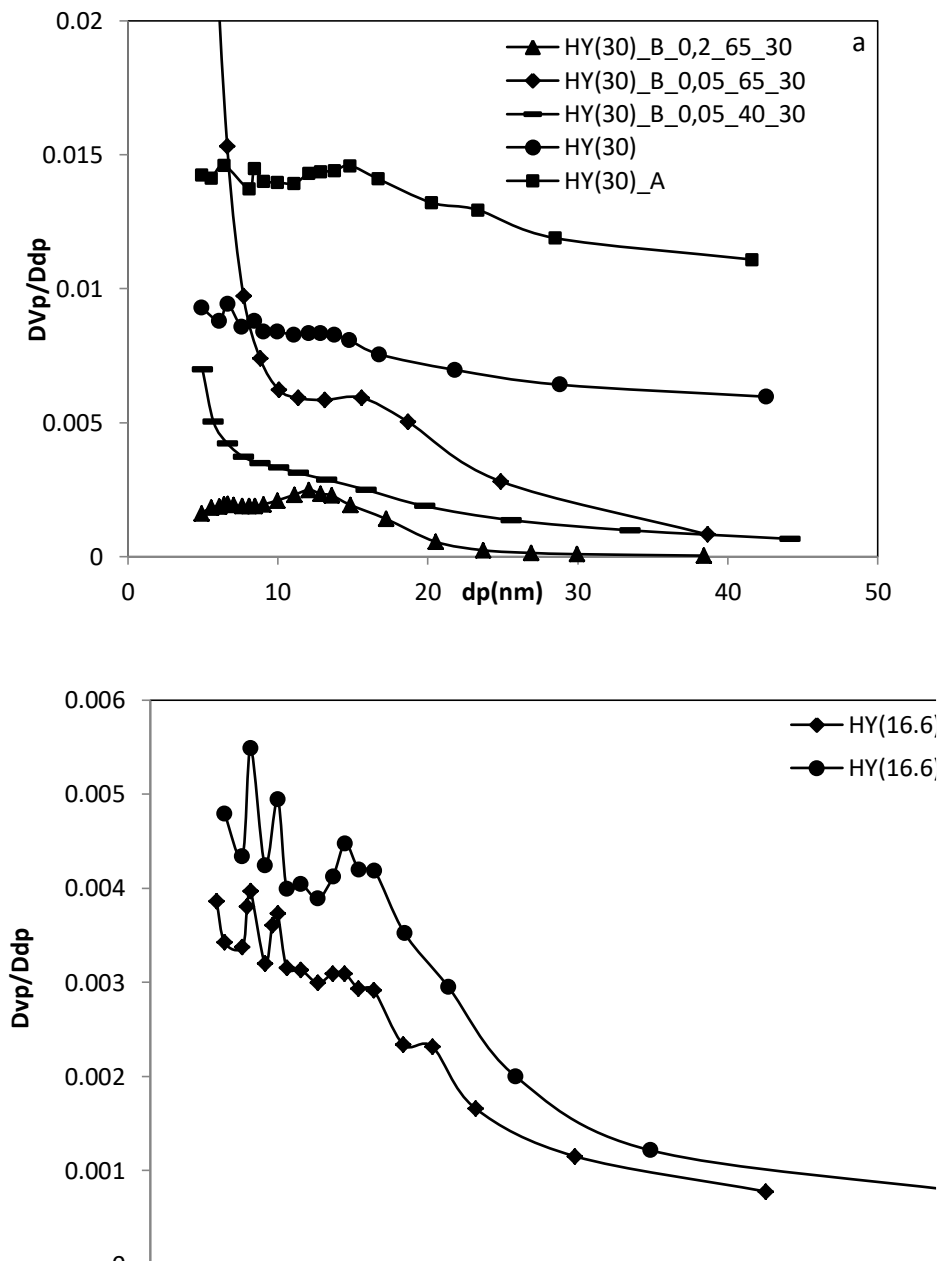 0.02
a
HY(30)_B_0,2_65_30
HY(30)_B_0,05_65_30
HY(30)_B_0,05_40_30
HY(30)
HY(30)_A
0.015
0.01
0.005
0
DVp/Ddp
0 10 20 30 40 50
dp(nm)
0.006
HY(16.6)
HY(16.6)
0.005
0.004
0.003
0.002
0.001
Dvp/Ddp